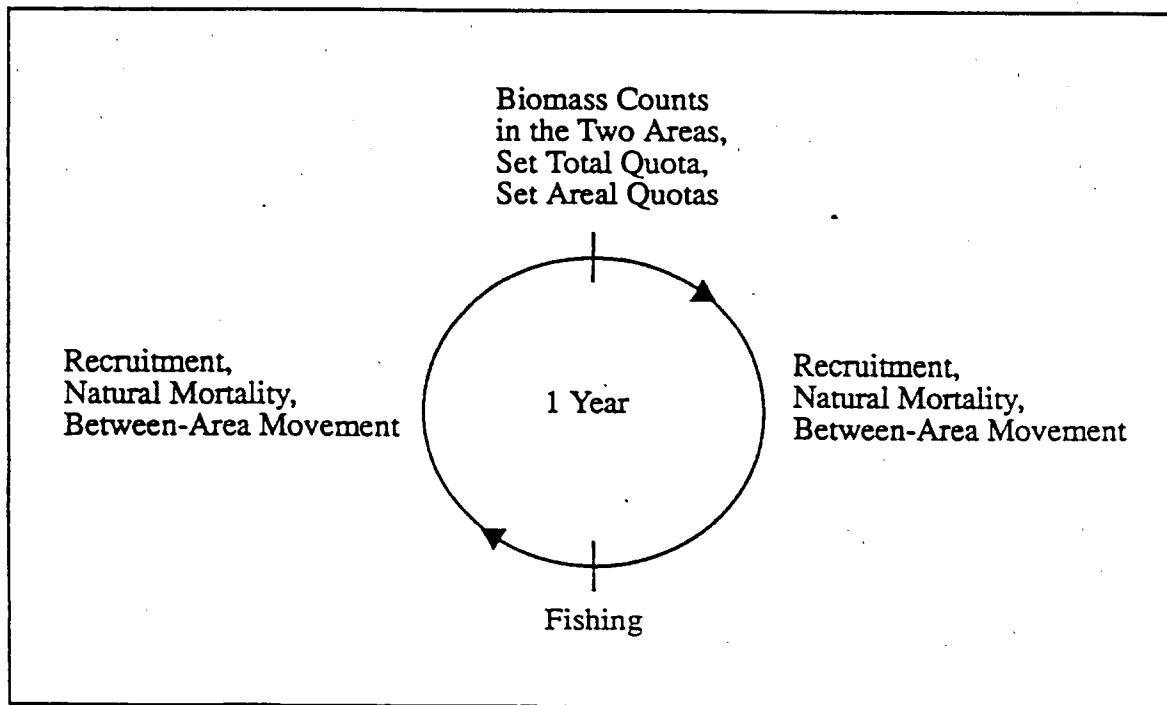 Biomass Counts
in the Two Areas,
Set Total Quota,
Set Areal Quotas
Recruitment,
Natural Mortality,
Between-Area Movement
1 Year
Recruitment,
Natural Mortality,
Between-Area Movement
Fishing